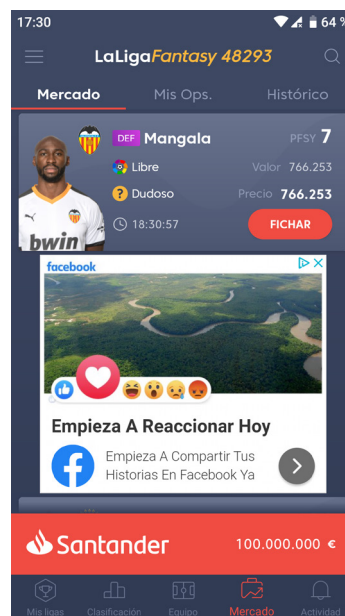 17:30
64 %
LaLigaFantasy 48293
Mercado Mis Ops. Histórico
DEF Mangala PFSY 7
Libre Valor 766.253
? Dudoso Precio 766.253
18:30:57 FICHAR
bwin
facebook
Empieza A Reaccionar Hoy
Empieza A Compartir Tus
Historias En Facebook Ya
Santander 100.000.000 €
Mis ligas Clasificación Equipo Mercado Actividad